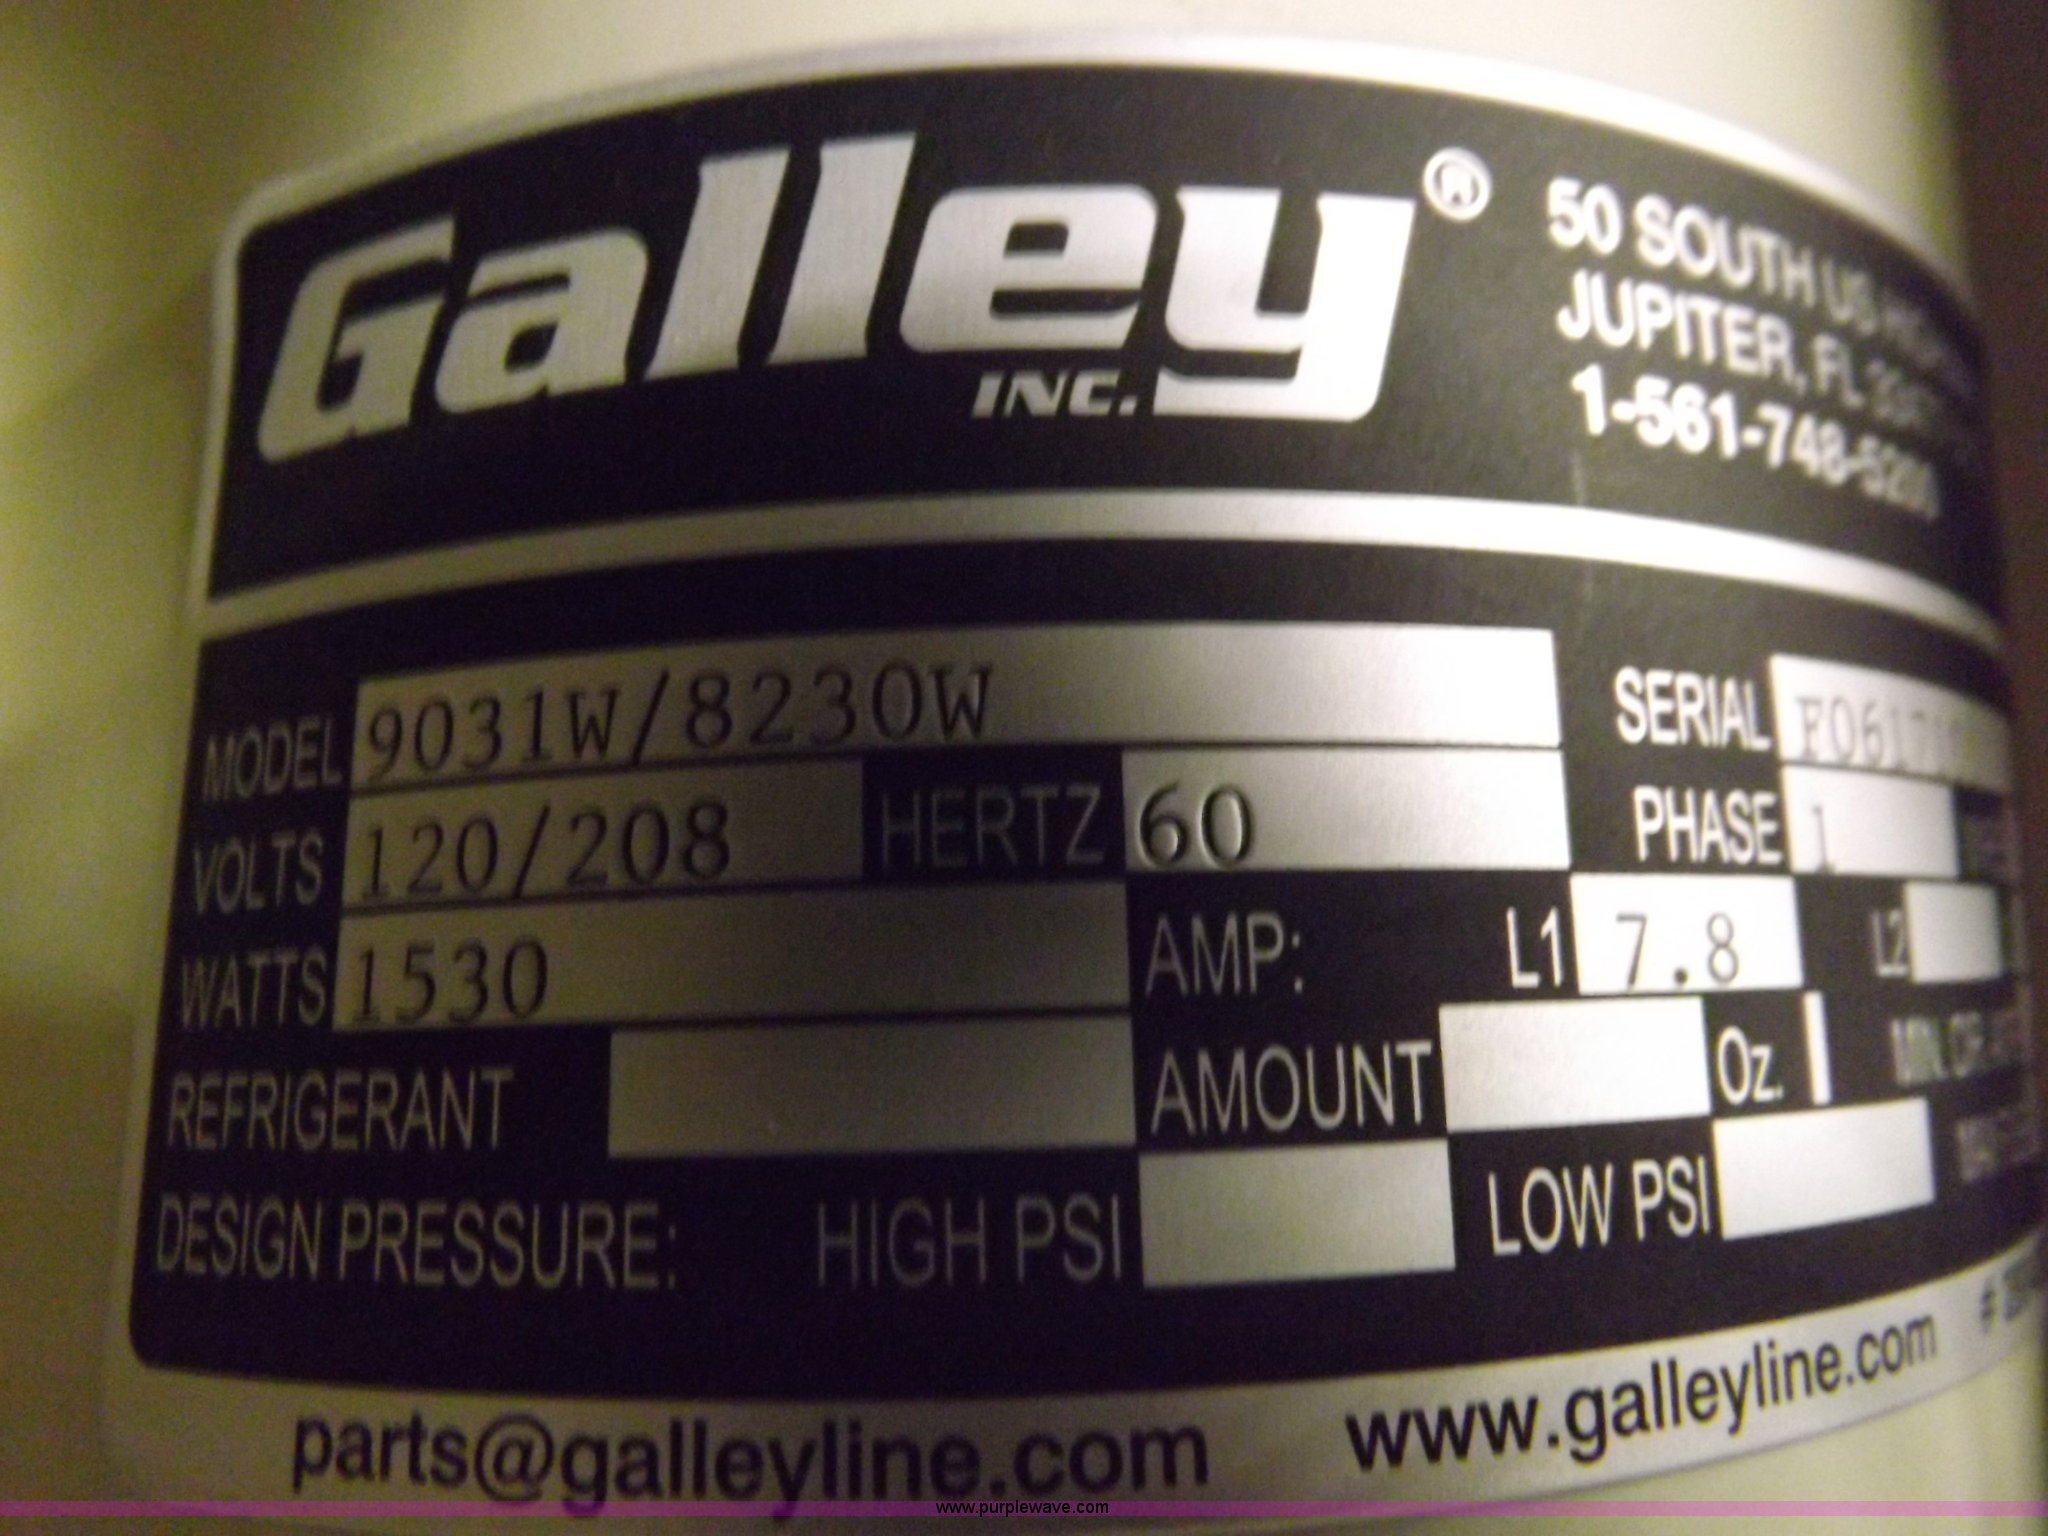 Galley®
INC.
50 SOUTH US
JUPITER, FL
1-561-748-5200
MODEL 9031W/8230W SERIAL
VOLTS 120/208 HERTZ 60 PHASE 1
WATTS 1530 AMP: L1 7.8 L2
REFRIGERANT AMOUNT Oz.
DESIGN PRESSURE: HIGH PSI LOW PSI
parts@galleyline.com www.galleyline.com
www.purplewave.com